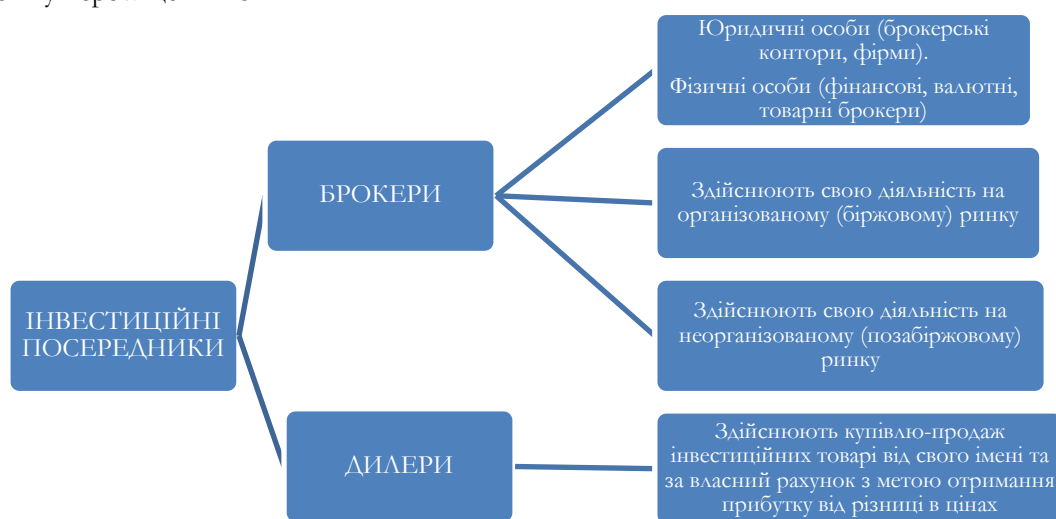 Юридичні особи (брокерські
контори, фірми).
Фізичні особи (фінансові, валютні,
товарні брокери)
БРОКЕРИ
Здійснюють свою діяльність на
організованому (біржовому) ринку
Здійснюють свою діяльність на
неорганізованому (позабіржовому)
ринку
ІНВЕСТИЦІЙНІ
ПОСЕРЕДНИКИ
ДИЛЕРИ
Здійснюють купівлю-продаж
інвестиційних товарі від свого імені та
за власний рахунок з метою отримання
прибутку від різниці в цінах